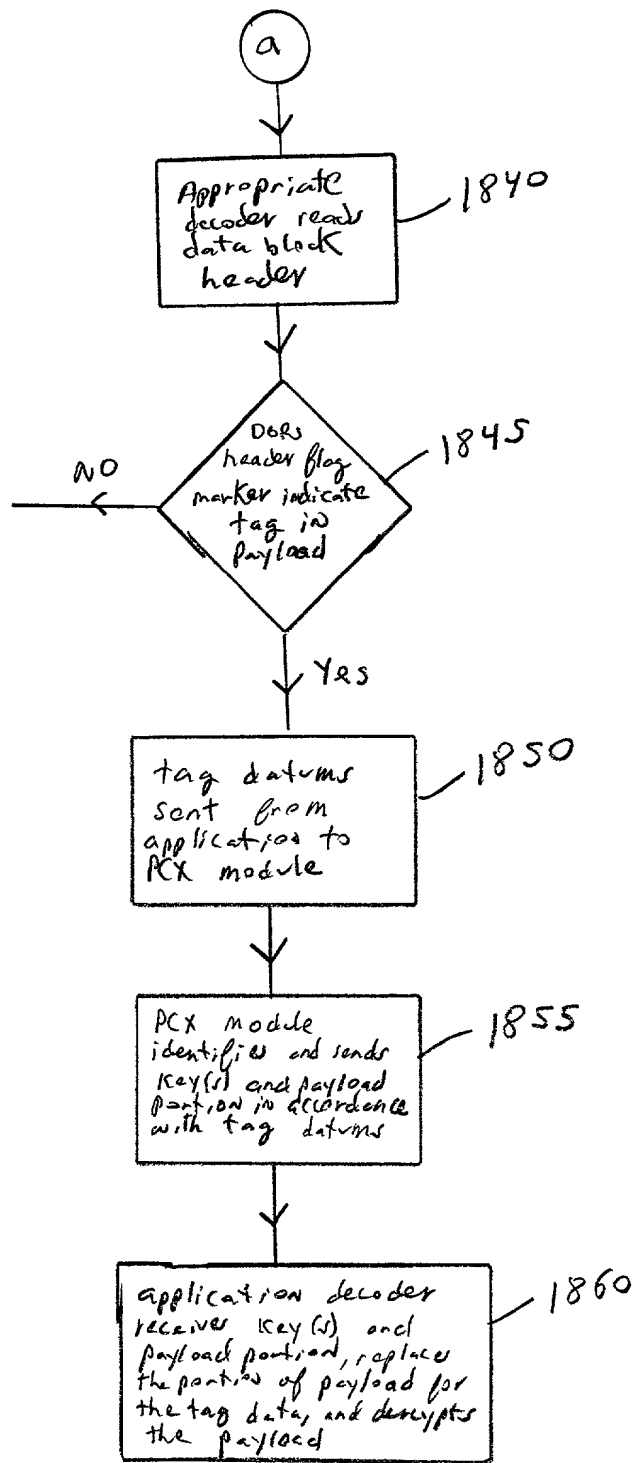 a
Appropriate
decoder reads
data block
header
1840
Does
header flag
marker indicate
tag in
payload
1845
NO
Yes
tag datums
sent from
application to
PCX module
1850
PCX module
identifies and sends
Key(s) and payload
portion in accordance
with tag datums
1855
application decoder
receives Key(s) and
payload portion, replaces
the portion of payload for
the tag data, and decrypts
the payload
1860